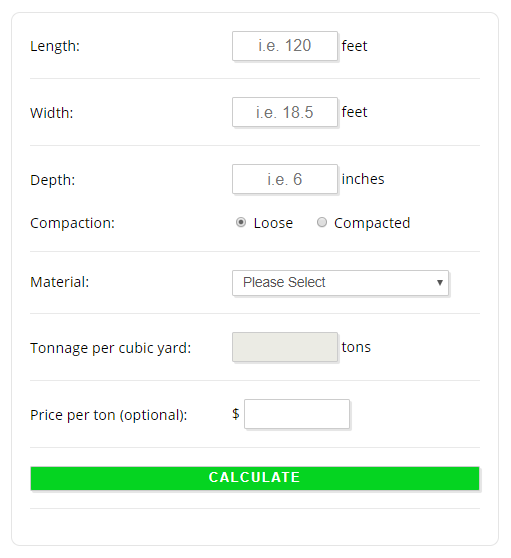 Length: i.e. 120 feet
Width: i.e. 18.5 feet
Depth: i.e. 6 inches
Compaction: Loose Compacted
Material: Please Select
Tonnage per cubic yard: tons
Price per ton (optional): $
CALCULATE